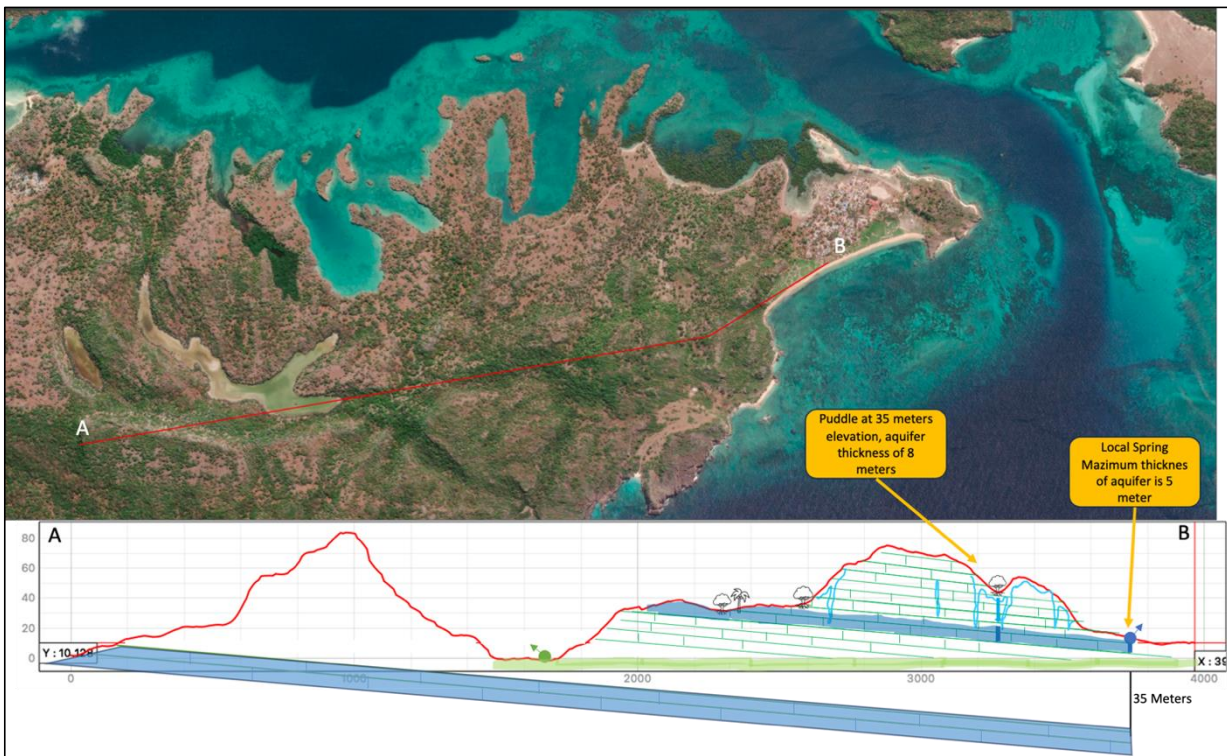 A
B
Puddle at 35 meters
elevation, aquifer
thickness of 8
meters
Local Spring
Mazimum thicknes
of aquifer is 5
meter
A
B
80
60
40
20
0
Y : 10.128
X : 39
0
1000
2000
3000
4000
35 Meters